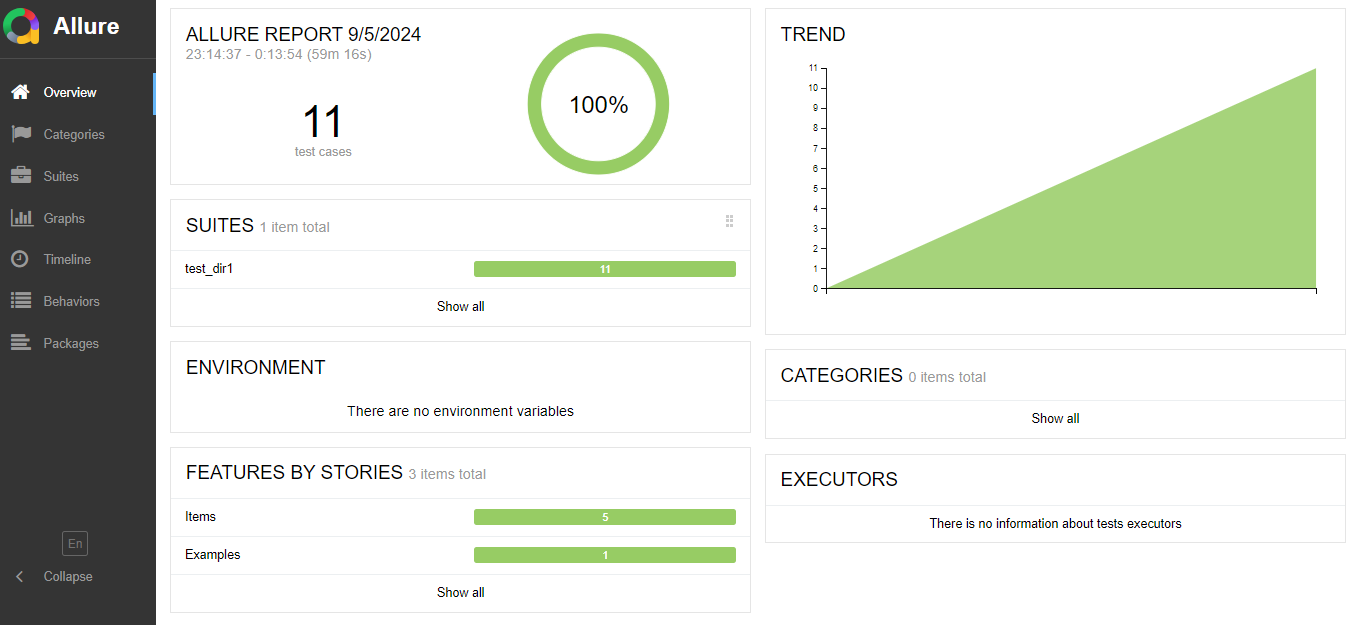 Allure
Overview
Categories
Suites
Graphs
Timeline
Behaviors
Packages
En
Collapse
ALLURE REPORT 9/5/2024
23:14:37 - 0:13:54 (59m 16s)
11
test cases
100%
SUITES 1 item total
test_dir1 11
Show all
ENVIRONMENT
There are no environment variables
FEATURES BY STORIES 3 items total
Items 5
Examples 1
Show all
TREND
11
10
9
8
7
6
5
4
3
2
1
0
CATEGORIES 0 items total
Show all
EXECUTORS
There is no information about tests executors